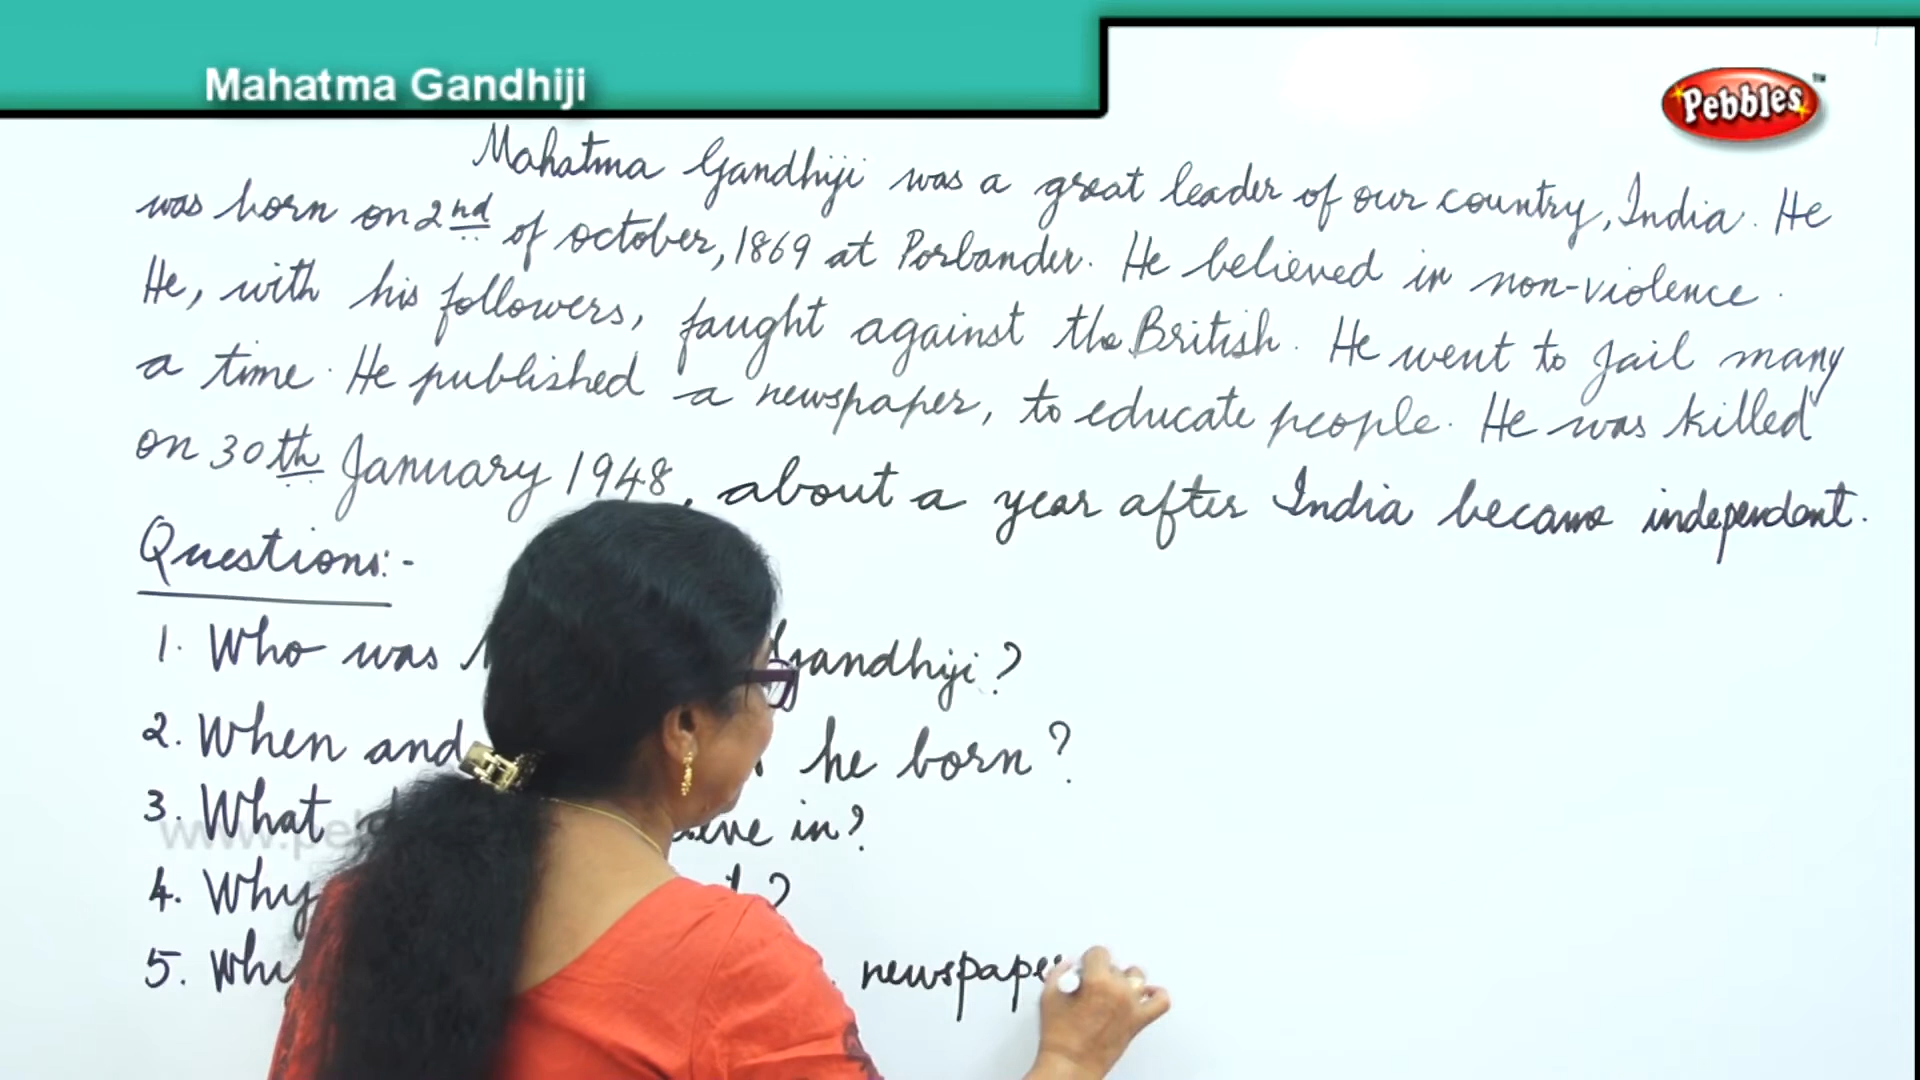 Mahatma Gandhiji
Pebbles™
Mahatma Gandhiji was a great leader of our country, India. He
was born on 2nd of october, 1869 at Porbander. He believed in non-violence.
He, with his followers, faught against the British. He went to jail many
a time. He published a newspaper, to educate people. He was killed
on 30th January 1948, about a year after India became independent.
Questions:-
1. Who was Gandhiji?
2. When and he born?
3. What in?
4. Why ?
5. newspaper